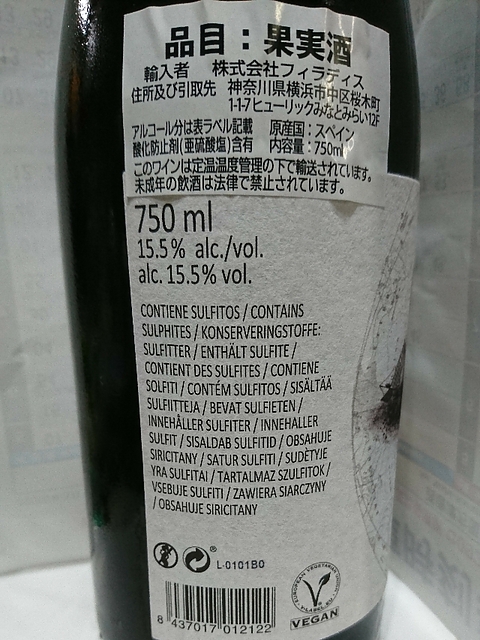 品目：果実酒
輸入者 株式会社フィラディス
住所及び引取先 神奈川県横浜市中区桜木町
1-1-7ヒューリックみなとみらい12F
アルコール分は表ラベル記載 原産国：スペイン
酸化防止剤(亜硫酸塩)含有 内容量：750ml
このワインは定温温度管理の下で輸送されています。
未成年の飲酒は法律で禁止されています。
750 ml
15.5% alc./vol.
alc. 15.5% vol.
CONTIENE SULFITOS / CONTAINS
SULPHITES / KONSERVERINGSTOFFE:
SULFITTER / ENTHÄLT SULFITE /
CONTIENT DES SULFITES / CONTIENE
SOLFITI / CONTÉM SULFITOS / SISÄLTÄÄ
SULFIITTEJA / BEVAT SULFIETEN /
INNEHÅLLER SULFITER / INNEHALLER
SULFIT / SISALDAB SULFITID / OBSAHUJE
SIRICITANY / SATUR SULFITI / SUDĖTYJE
YRA SULFITAI / TARTALMAZ SZULFITOK /
VSEBUJE SULFITI / ZAWIERA SIARCZYNY
/ OBSAHUJE SIRICITANY
L-0101B0
8 437017 012122
EUROPEAN VEGETARIAN UNION
V-LABEL.EU
VEGAN